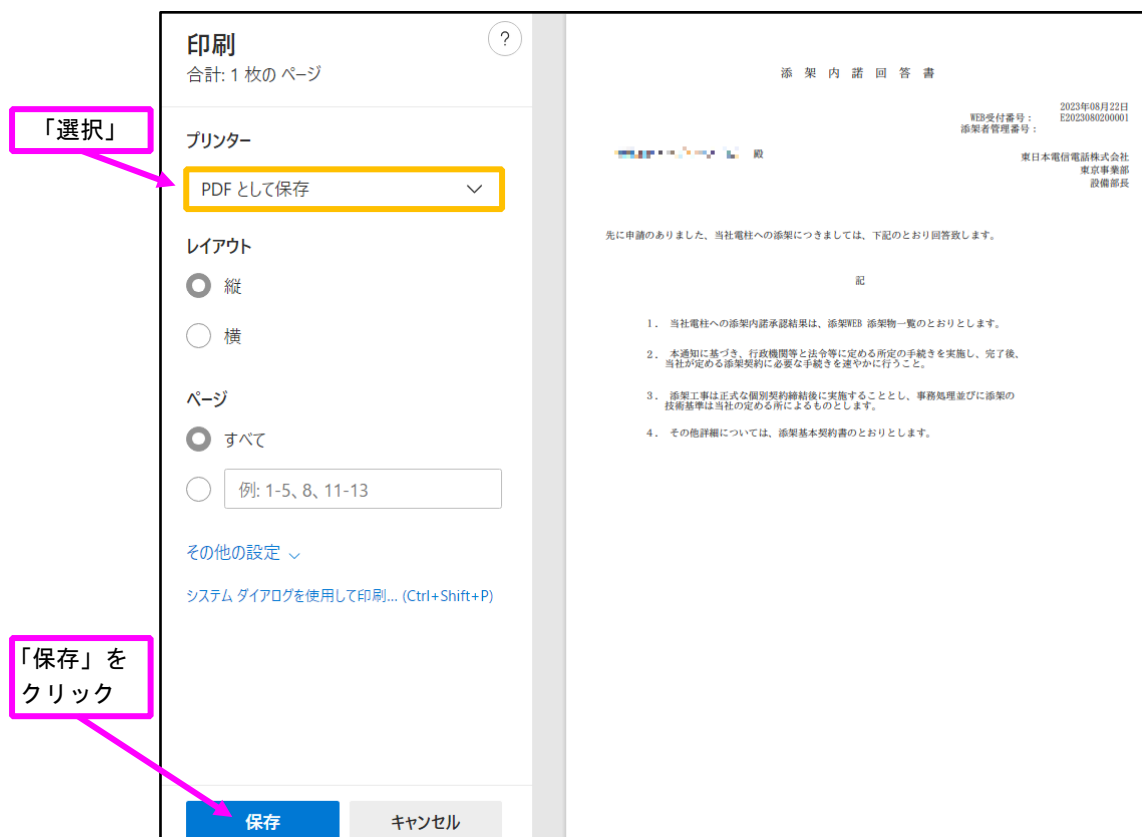 「選択」
「保存」を
クリック
印刷
?
合計: 1 枚の ページ
プリンター
PDF として保存
レイアウト
縦
横
ページ
すべて
例: 1-5、8、11-13
その他の設定
システム ダイアログを使用して印刷... (Ctrl+Shift+P)
保存 キャンセル
添 架 内 諾 回 答 書
2023年08月22日
WEB受付番号: E2023080200001
添架者管理番号:
殿
東日本電信電話株式会社
東京事業部
設備部長
先に申請のありました、当社電柱への添架につきましては、下記のとおり回答致します。
記
1. 当社電柱への添架内諾承認結果は、添架WEB 添架物一覧のとおりとします。
2. 本通知に基づき、行政機関等と法令等に定める所定の手続きを実施し、完了後、
当社が定める添架契約に必要な手続きを速やかに行うこと。
3. 添架工事は正式な個別契約締結後に実施することとし、事務処理並びに添架の
技術基準は当社の定める所によるものとします。
4. その他詳細については、添架基本契約書のとおりとします。